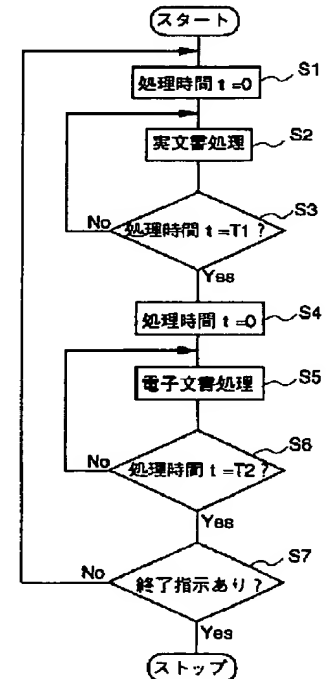 スタート
処理時間 t =0
S1
実文書処理
S2
処理時間 t =T1 ?
S3
No
Yes
処理時間 t =0
S4
電子文書処理
S5
処理時間 t =T2 ?
S6
No
Yes
終了指示あり ?
S7
No
Yes
ストップ